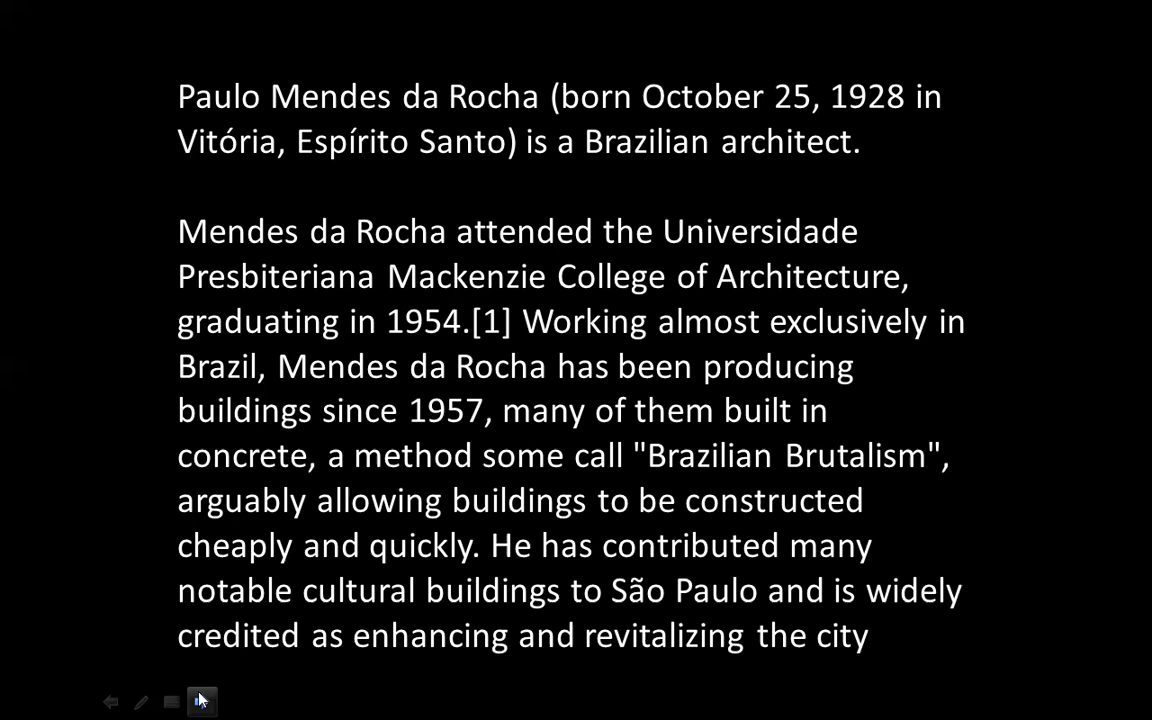 Paulo Mendes da Rocha (born October 25, 1928 in
Vitória, Espírito Santo) is a Brazilian architect.
Mendes da Rocha attended the Universidade
Presbiteriana Mackenzie College of Architecture,
graduating in 1954.[1] Working almost exclusively in
Brazil, Mendes da Rocha has been producing
buildings since 1957, many of them built in
concrete, a method some call "Brazilian Brutalism",
arguably allowing buildings to be constructed
cheaply and quickly. He has contributed many
notable cultural buildings to São Paulo and is widely
credited as enhancing and revitalizing the city